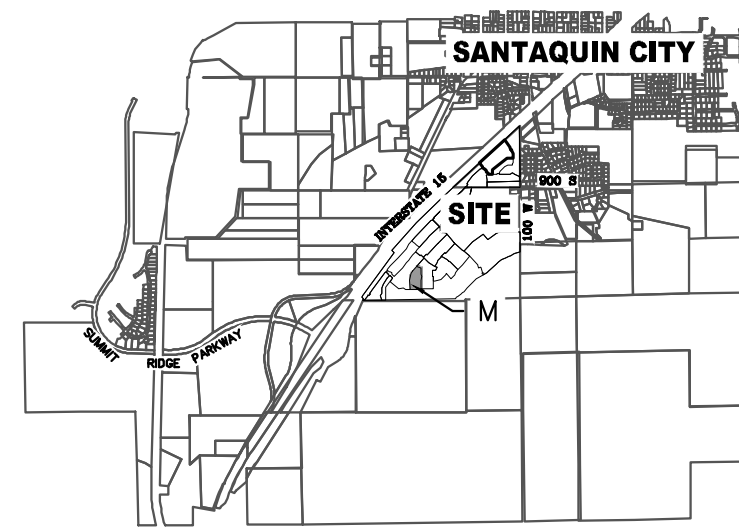 SANTAQUIN CITY
900 S
INTERSTATE 15
SITE
100 W
M
SUMMIT RIDGE PARKWAY